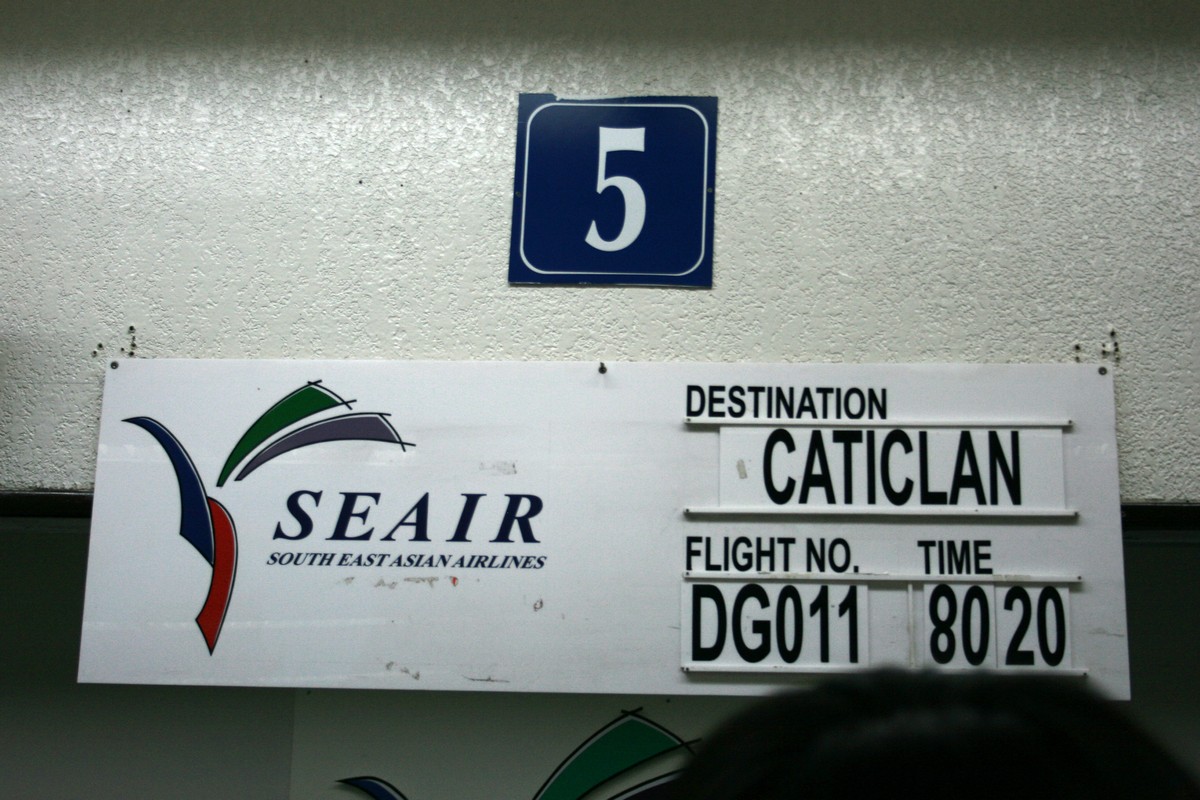 5
SEAIR
SOUTH EAST ASIAN AIRLINES
DESTINATION
CATICLAN
FLIGHT NO. TIME
DG011 80 20